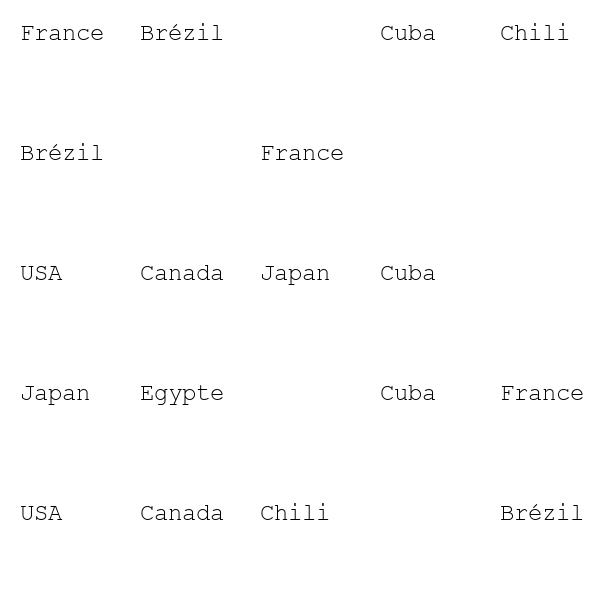 France Brézil Cuba Chili
Brézil France
USA Canada Japan Cuba
Japan Egypte Cuba France
USA Canada Chili Brézil